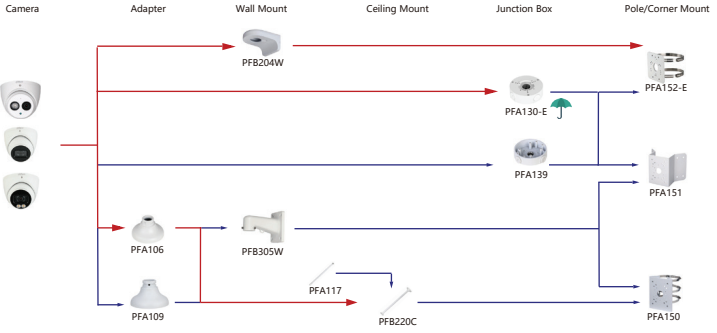 Camera Adapter Wall Mount Ceiling Mount Junction Box Pole/Corner Mount
PFB204W
PFA152-E
PFA130-E
PFA139
PFA151
PFA106
PFB305W
PFA117
PFA109
PFB220C
PFA150